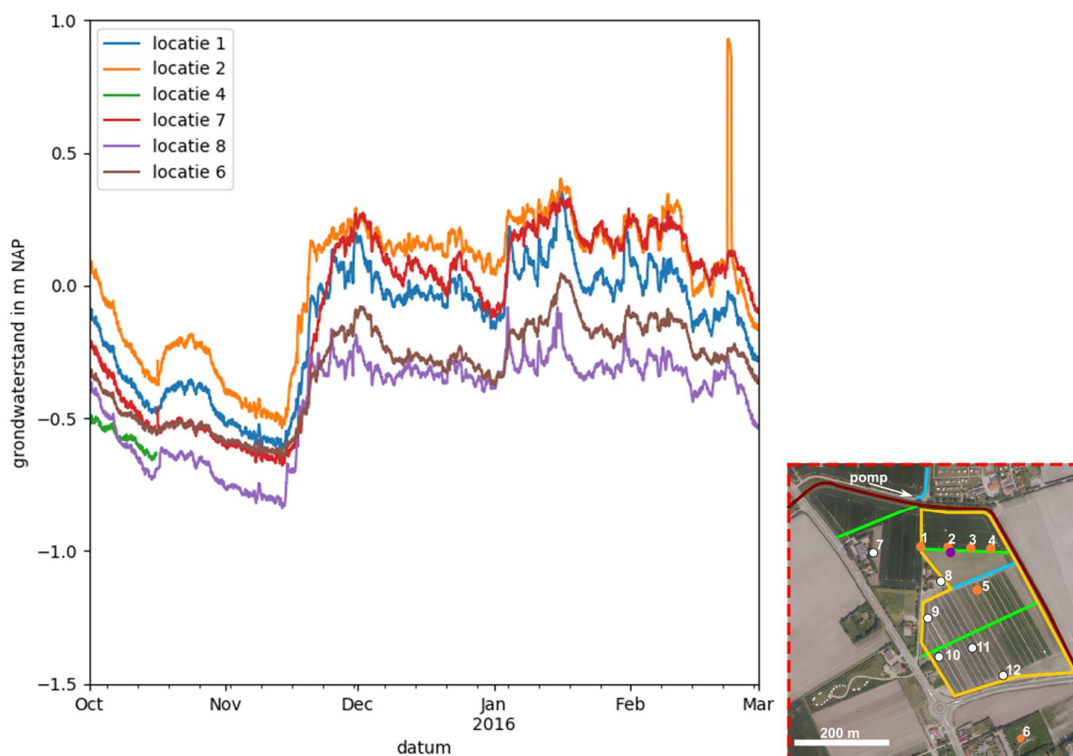 1.0
0.5
0.0
−0.5
−1.0
−1.5
grondwaterstand in m NAP
locatie 1
locatie 2
locatie 4
locatie 7
locatie 8
locatie 6
Oct
Nov
Dec
Jan
2016
Feb
Mar
datum
pomp
1
2
3
4
7
8
5
9
11
10
12
6
200 m